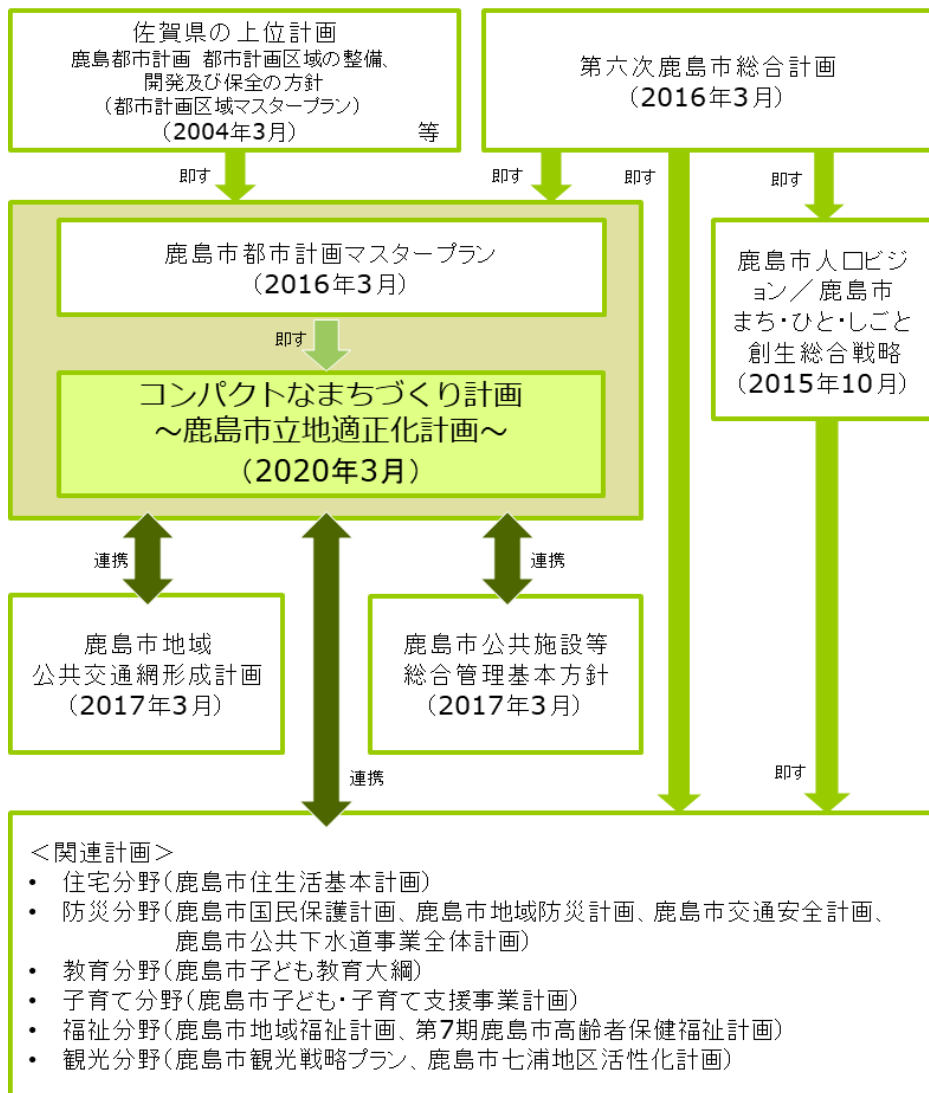 佐賀県の上位計画
鹿島都市計画 都市計画区域の整備、
開発及び保全の方針
（都市計画区域マスタープラン）
（2004年3月） 等
第六次鹿島市総合計画
（2016年3月）
即す
即す
即す
即す
鹿島市都市計画マスタープラン
（2016年3月）
即す
コンパクトなまちづくり計画
～鹿島市立地適正化計画～
（2020年3月）
鹿島市人口ビジ
ョン／鹿島市
まち・ひと・しごと
創生総合戦略
（2015年10月）
連携
連携
鹿島市地域
公共交通網形成計画
（2017年3月）
鹿島市公共施設等
総合管理基本方針
（2017年3月）
連携
即す
＜関連計画＞
• 住宅分野（鹿島市住生活基本計画）
• 防災分野（鹿島市国民保護計画、鹿島市地域防災計画、鹿島市交通安全計画、
鹿島市公共下水道事業全体計画）
• 教育分野（鹿島市子ども教育大綱）
• 子育て分野（鹿島市子ども・子育て支援事業計画）
• 福祉分野（鹿島市地域福祉計画、第7期鹿島市高齢者保健福祉計画）
• 観光分野（鹿島市観光戦略プラン、鹿島市七浦地区活性化計画）